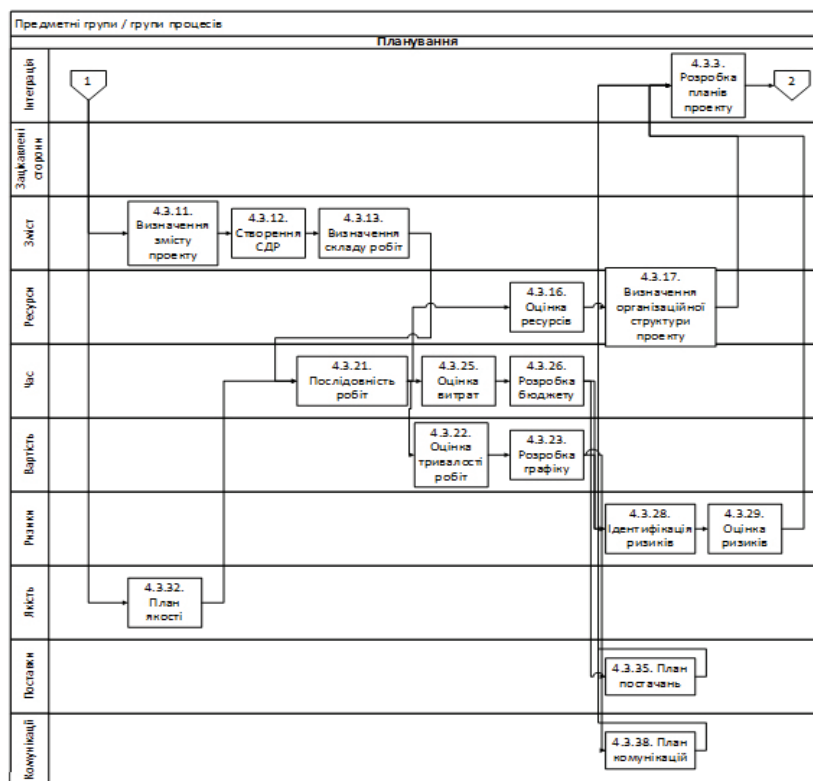 Предметні групи / групи процесів
Планування
Інтеграція
1
4.3.3.
Розробка
планів
проекту
2
Зацікавлені
сторони
Зміст
4.3.11.
Визначення
змісту
проекту
4.3.12.
Створення
СДР
4.3.13.
Визначення
складу робіт
Ресурси
4.3.16.
Оцінка
ресурсів
4.3.17.
Визначення
організаційної
структури
проекту
Час
4.3.21.
Послідовність
робіт
4.3.25.
Оцінка
витрат
4.3.26.
Розробка
бюджету
Вартість
4.3.22.
Оцінка
тривалості
робіт
4.3.23.
Розробка
графіку
Ризики
4.3.28.
Ідентифікація
ризиків
4.3.29.
Оцінка
ризиків
Якість
4.3.32.
План
якості
Поставки
4.3.35. План
постачань
Комунікації
4.3.38. План
комунікацій